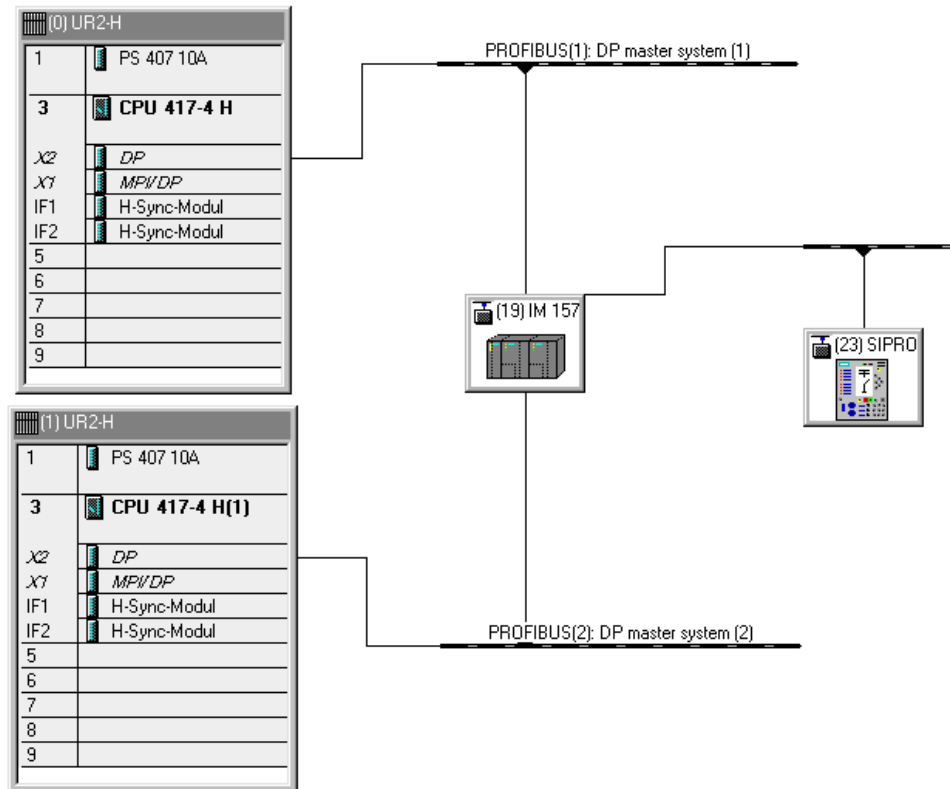 (0) UR2-H
1 PS 407 10A
3 CPU 417-4 H
X2 DP
X1 MPI/DP
IF1 H-Sync-Modul
IF2 H-Sync-Modul
5
6
7
8
9
PROFIBUS(1): DP master system (1)
(19) IM 157
(23) SIPRO
(1) UR2-H
1 PS 407 10A
3 CPU 417-4 H(1)
X2 DP
X1 MPI/DP
IF1 H-Sync-Modul
IF2 H-Sync-Modul
5
6
7
8
9
PROFIBUS(2): DP master system (2)